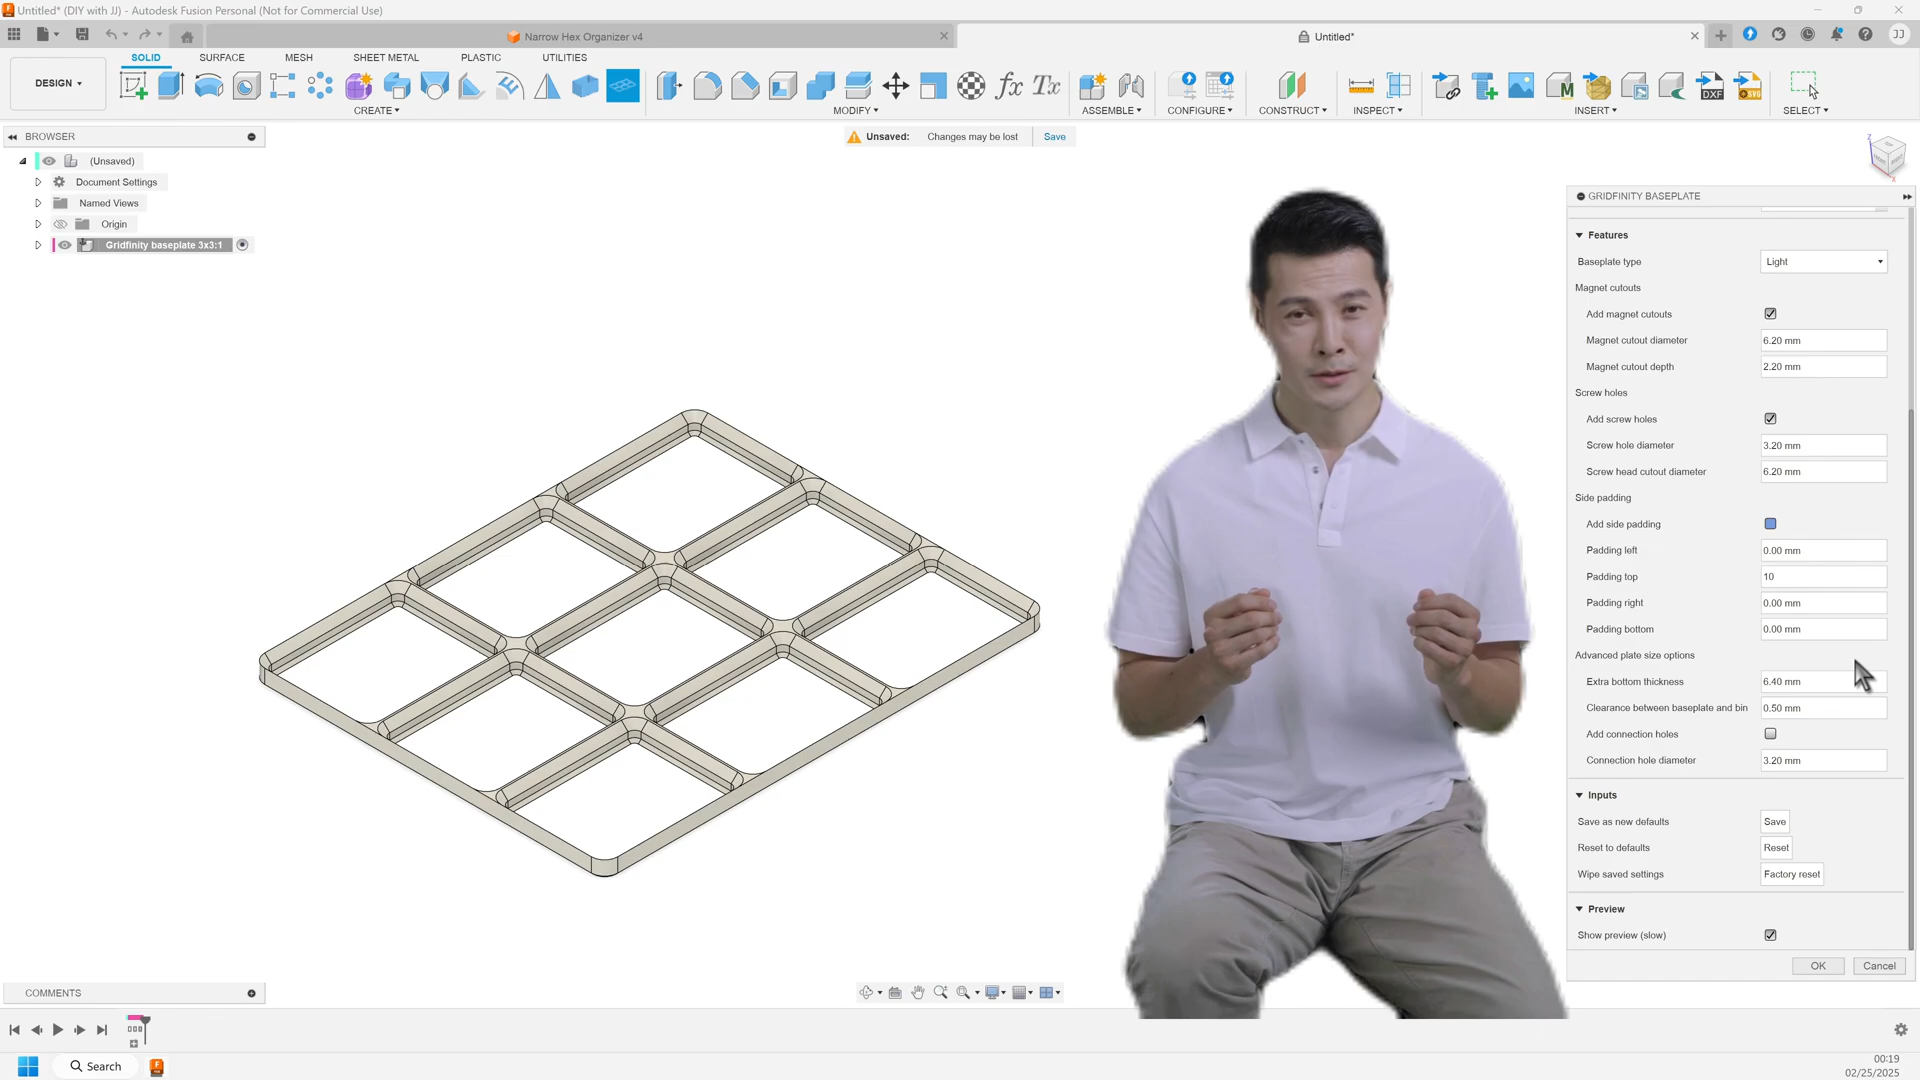 Untitled* (DIY with JJ) - Autodesk Fusion Personal (Not for Commercial Use)
Narrow Hex Organizer v4
Untitled*
JJ
DESIGN
SOLID
SURFACE
MESH
SHEET METAL
PLASTIC
UTILITIES
fx
Tx
M
DXF
SVG
CREATE
MODIFY
ASSEMBLE
CONFIGURE
CONSTRUCT
INSPECT
INSERT
SELECT
BROWSER
Unsaved: Changes may be lost
Save
(Unsaved)
Document Settings
Named Views
Origin
Gridfinity baseplate 3x3:1
Z
X
GRIDFINITY BASEPLATE
Features
Baseplate type
Light
Magnet cutouts
Add magnet cutouts
Magnet cutout diameter
6.20 mm
Magnet cutout depth
2.20 mm
Screw holes
Add screw holes
Screw hole diameter
3.20 mm
Screw head cutout diameter
6.20 mm
Side padding
Add side padding
Padding left
0.00 mm
Padding top
10
Padding right
0.00 mm
Padding bottom
0.00 mm
Advanced plate size options
Extra bottom thickness
6.40 mm
Clearance between baseplate and bin
0.50 mm
Add connection holes
Connection hole diameter
3.20 mm
Inputs
Save as new defaults
Save
Reset to defaults
Reset
Wipe saved settings
Factory reset
Preview
Show preview (slow)
OK
Cancel
COMMENTS
Search
00:19
02/25/2025